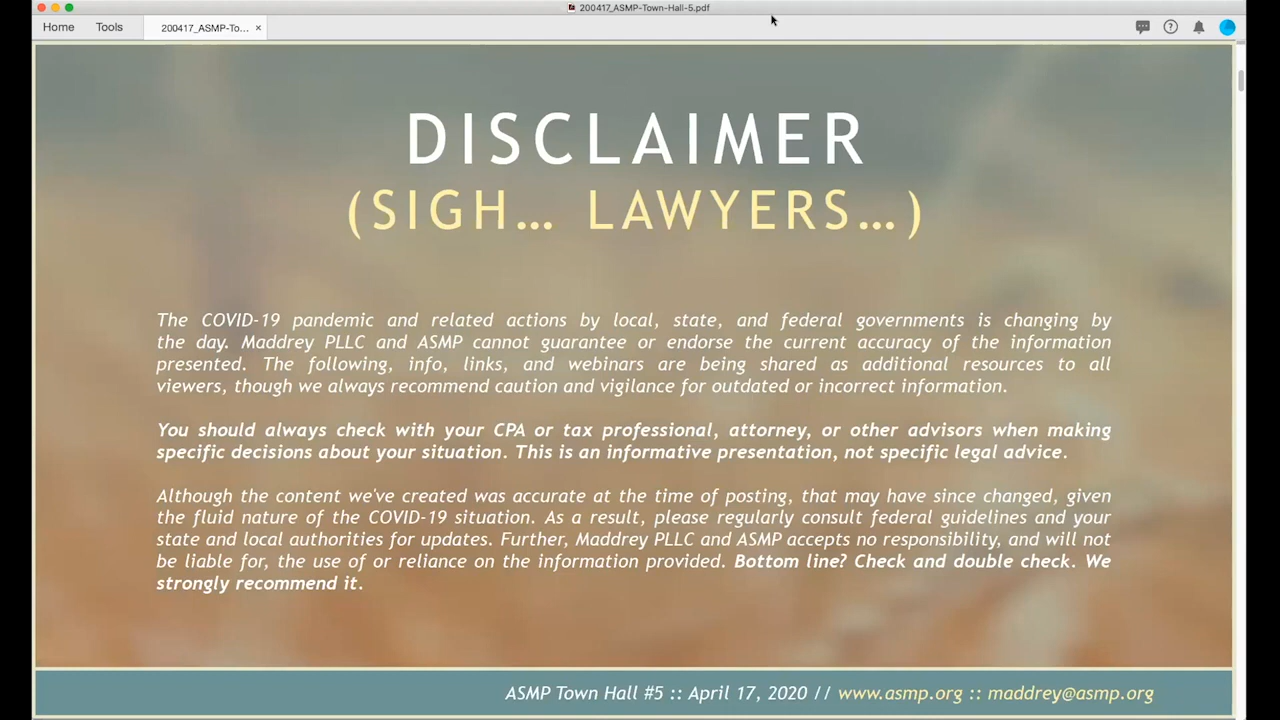 200417_ASMP-Town-Hall-5.pdf
Home Tools 200417_ASMP-To... ×
DISCLAIMER
(SIGH... LAWYERS...)
The COVID-19 pandemic and related actions by local, state, and federal governments is changing by
the day. Maddrey PLLC and ASMP cannot guarantee or endorse the current accuracy of the information
presented. The following, info, links, and webinars are being shared as additional resources to all
viewers, though we always recommend caution and vigilance for outdated or incorrect information.
You should always check with your CPA or tax professional, attorney, or other advisors when making
specific decisions about your situation. This is an informative presentation, not specific legal advice.
Although the content we've created was accurate at the time of posting, that may have since changed, given
the fluid nature of the COVID-19 situation. As a result, please regularly consult federal guidelines and your
state and local authorities for updates. Further, Maddrey PLLC and ASMP accepts no responsibility, and will not
be liable for, the use of or reliance on the information provided. Bottom line? Check and double check. We
strongly recommend it.
ASMP Town Hall #5 :: April 17, 2020 // www.asmp.org :: maddrey@asmp.org